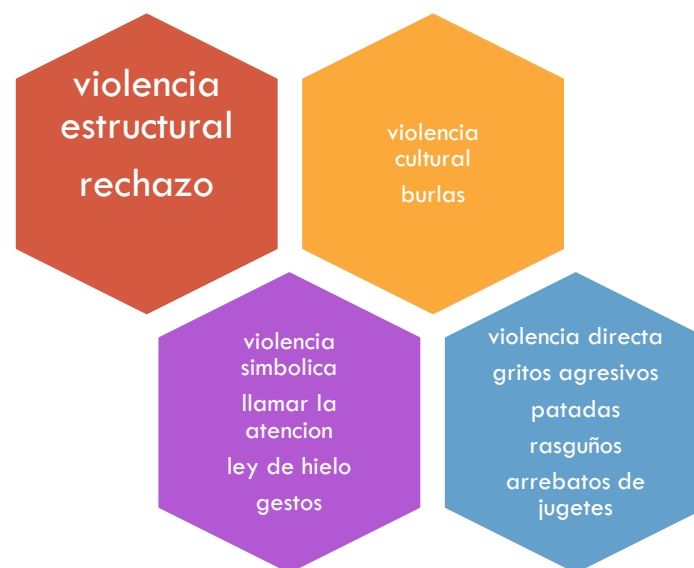 violencia
estructural
rechazo
violencia
cultural
burlas
violencia
simbolica
llamar la
atencion
ley de hielo
gestos
violencia directa
gritos agresivos
patadas
rasguños
arrebatos de
jugetes